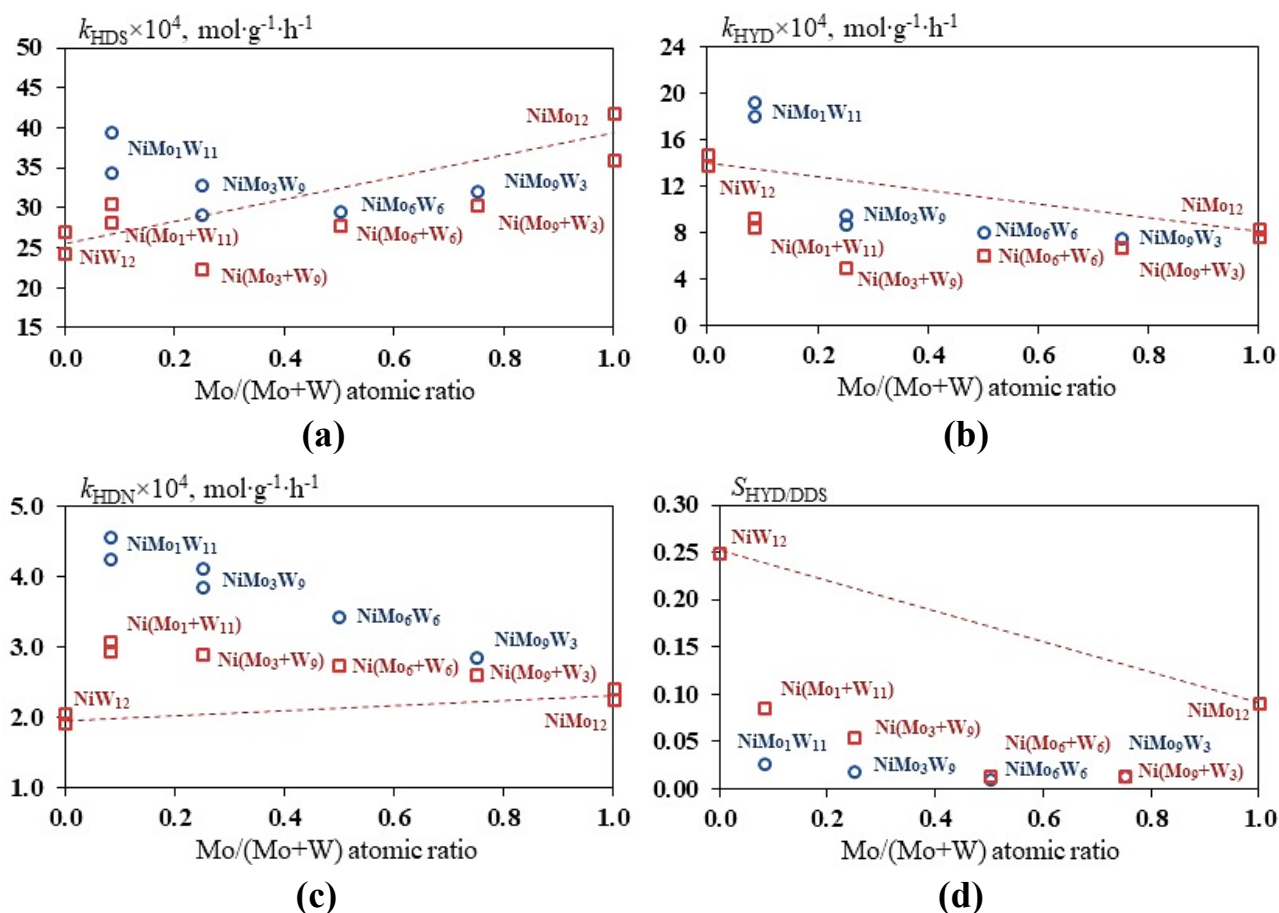 k_HDS×10⁴, mol·g⁻¹·h⁻¹
50
45
40
35
30
25
20
15
NiMo₁₂
NiMo₁W₁₁
NiMo₃W₉
NiMo₉W₃
NiMo₆W₆
Ni(Mo₁+W₁₁)
Ni(Mo₆+W₆)
Ni(Mo₉+W₃)
NiW₁₂
Ni(Mo₃+W₉)
0.0 0.2 0.4 0.6 0.8 1.0
Mo/(Mo+W) atomic ratio
(a)
k_HYD×10⁴, mol·g⁻¹·h⁻¹
24
20
16
12
8
4
0
NiMo₁W₁₁
NiW₁₂
NiMo₁₂
NiMo₃W₉
NiMo₆W₆
NiMo₉W₃
Ni(Mo₁+W₁₁)
Ni(Mo₆+W₆)
Ni(Mo₃+W₉)
Ni(Mo₉+W₃)
0.0 0.2 0.4 0.6 0.8 1.0
Mo/(Mo+W) atomic ratio
(b)
k_HDN×10⁴, mol·g⁻¹·h⁻¹
5.0
4.0
3.0
2.0
1.0
NiMo₁W₁₁
NiMo₃W₉
NiMo₆W₆
NiMo₉W₃
Ni(Mo₁+W₁₁)
Ni(Mo₃+W₉)
Ni(Mo₆+W₆)
Ni(Mo₉+W₃)
NiW₁₂
NiMo₁₂
0.0 0.2 0.4 0.6 0.8 1.0
Mo/(Mo+W) atomic ratio
(c)
S_HYD/DDS
0.30
0.25
0.20
0.15
0.10
0.05
0.00
NiW₁₂
Ni(Mo₁+W₁₁)
NiMo₁₂
Ni(Mo₃+W₉)
NiMo₁W₁₁
Ni(Mo₆+W₆)
NiMo₉W₃
NiMo₃W₉
NiMo₆W₆
Ni(Mo₉+W₃)
0.0 0.2 0.4 0.6 0.8 1.0
Mo/(Mo+W) atomic ratio
(d)